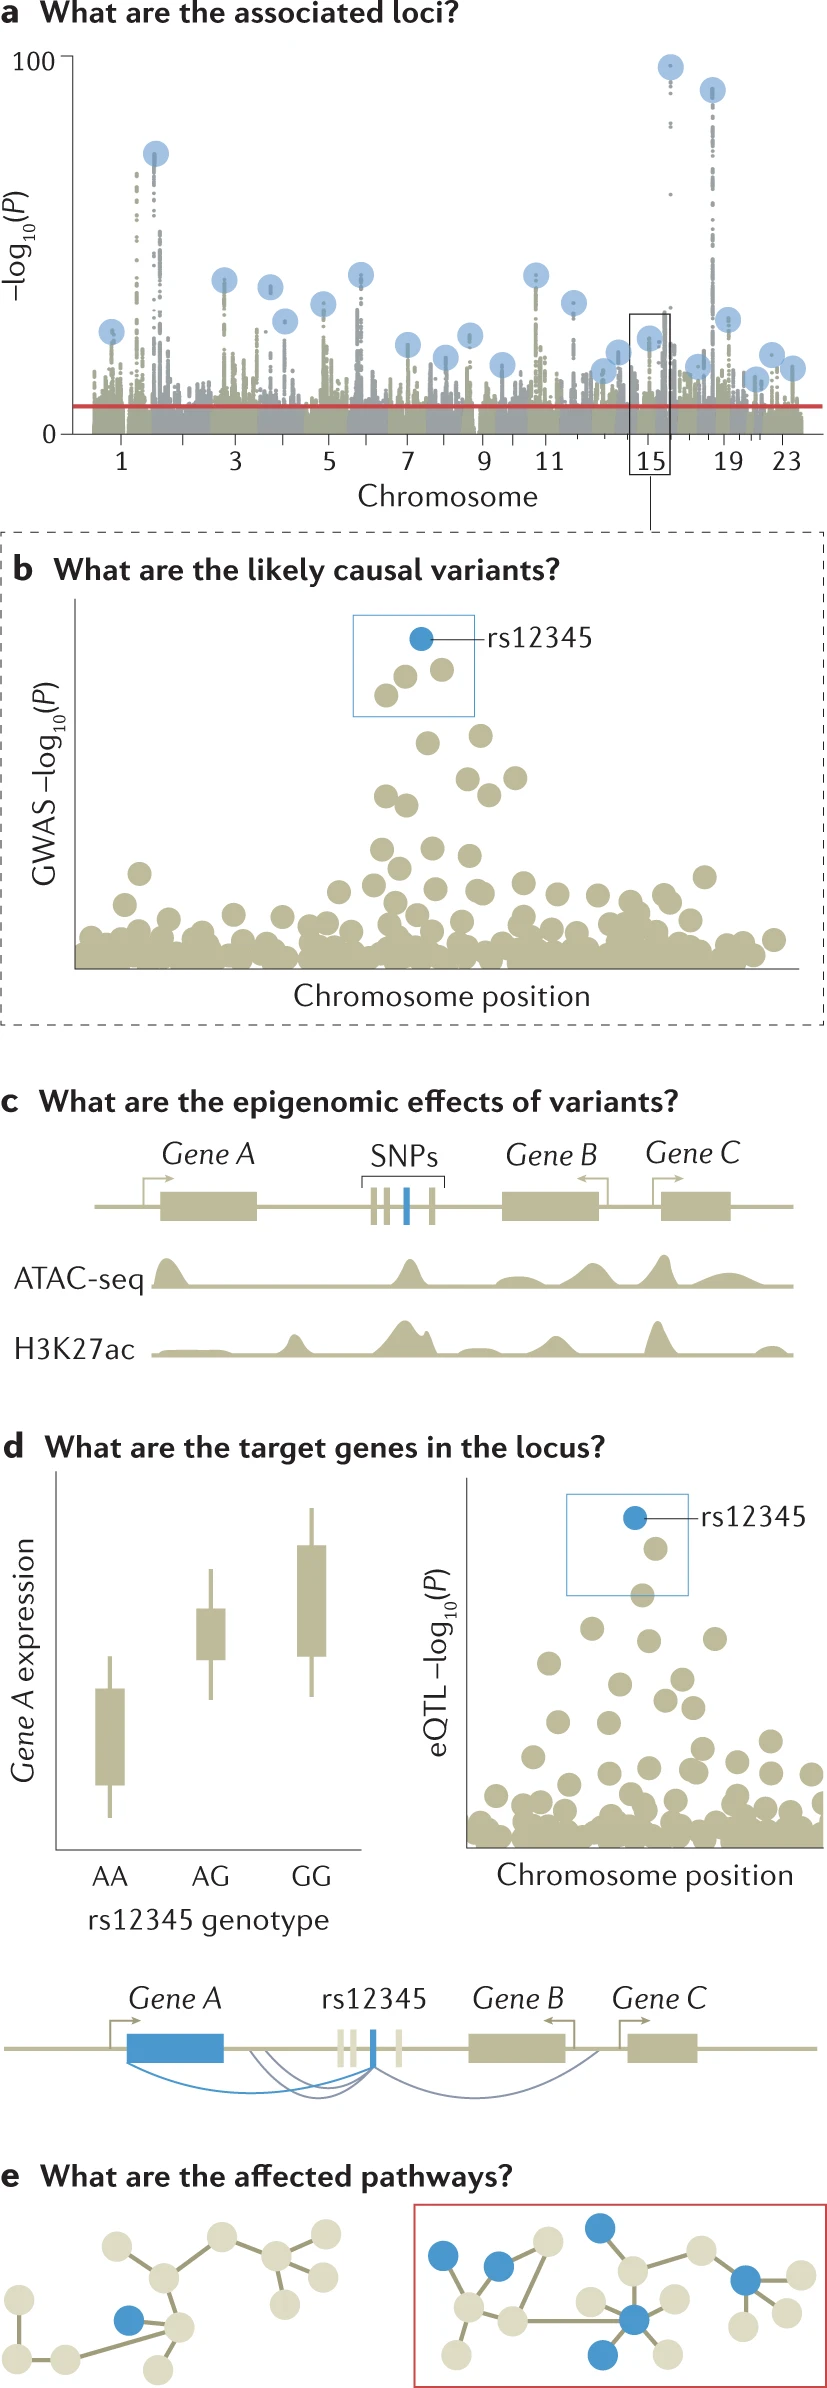 a What are the associated loci?
100
–log10(P)
0
1 3 5 7 9 11 15 19 23
Chromosome
b What are the likely causal variants?
rs12345
GWAS –log10(P)
Chromosome position
c What are the epigenomic effects of variants?
Gene A SNPs Gene B Gene C
ATAC-seq
H3K27ac
d What are the target genes in the locus?
Gene A expression
AA AG GG
rs12345 genotype
rs12345
eQTL –log10(P)
Chromosome position
Gene A rs12345 Gene B Gene C
e What are the affected pathways?